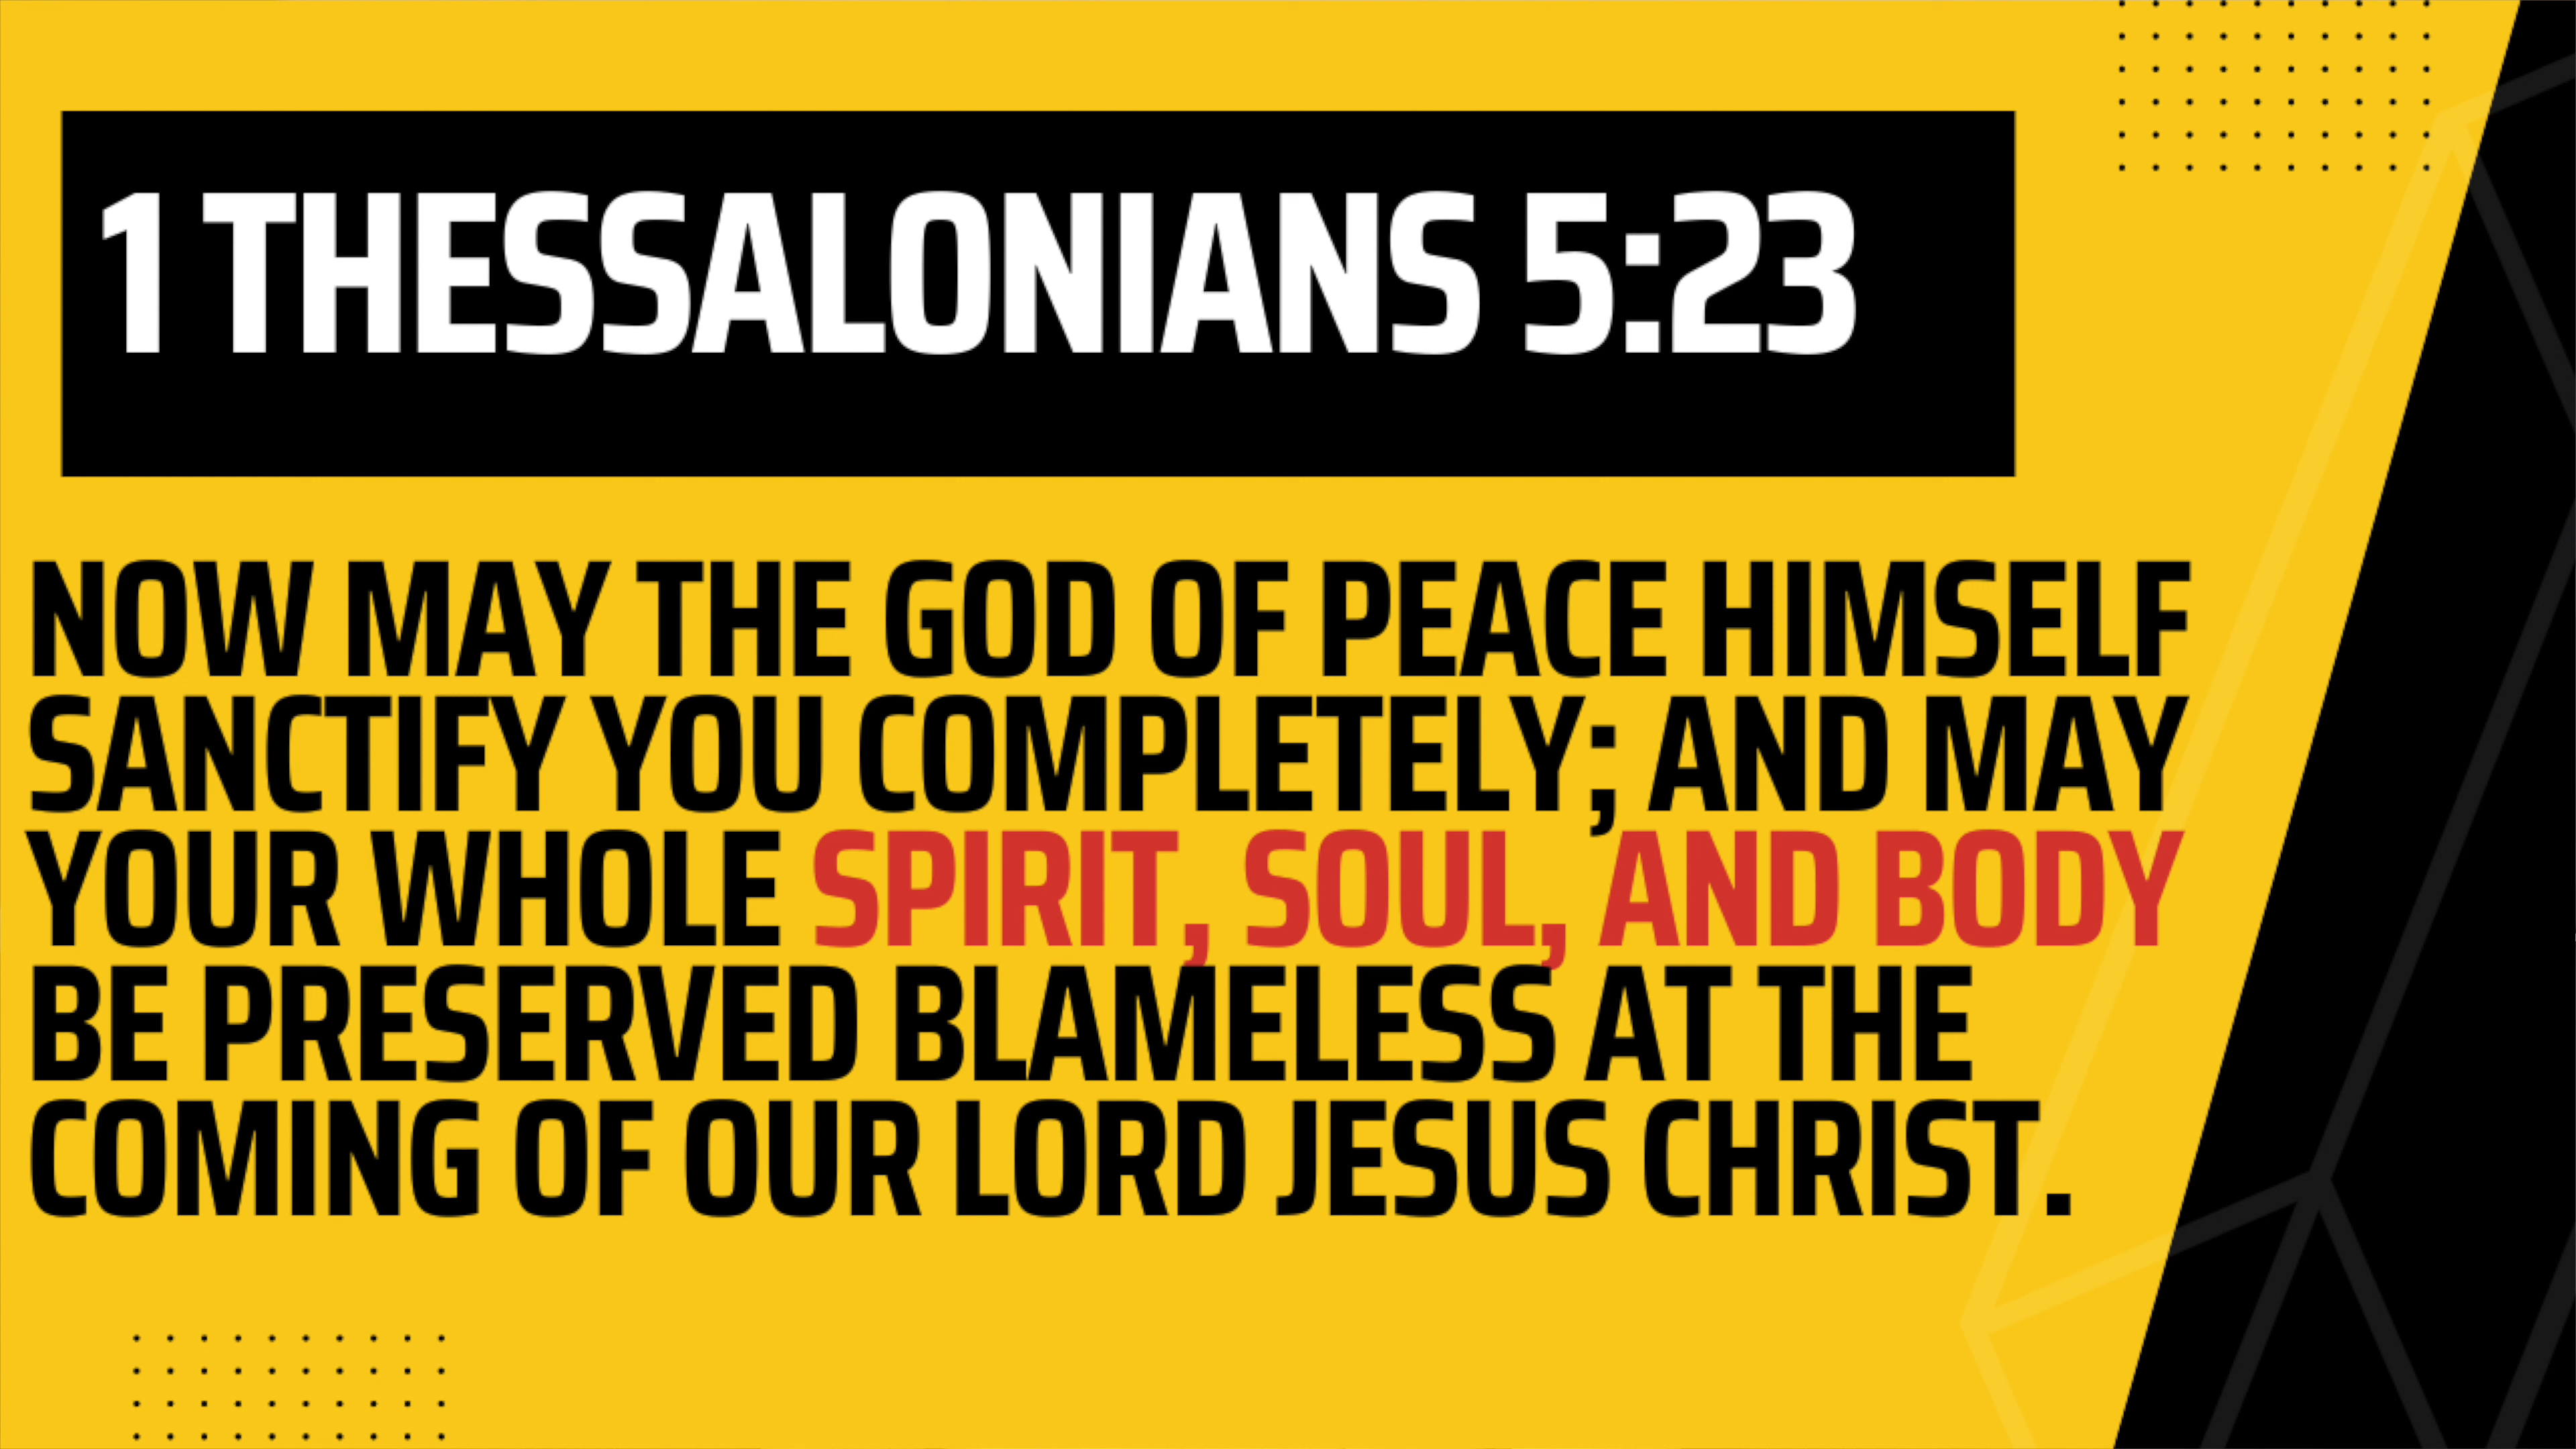 1 THESSALONIANS 5:23
NOW MAY THE GOD OF PEACE HIMSELF
SANCTIFY YOU COMPLETELY; AND MAY
YOUR WHOLE SPIRIT, SOUL, AND BODY
BE PRESERVED BLAMELESS AT THE
COMING OF OUR LORD JESUS CHRIST.